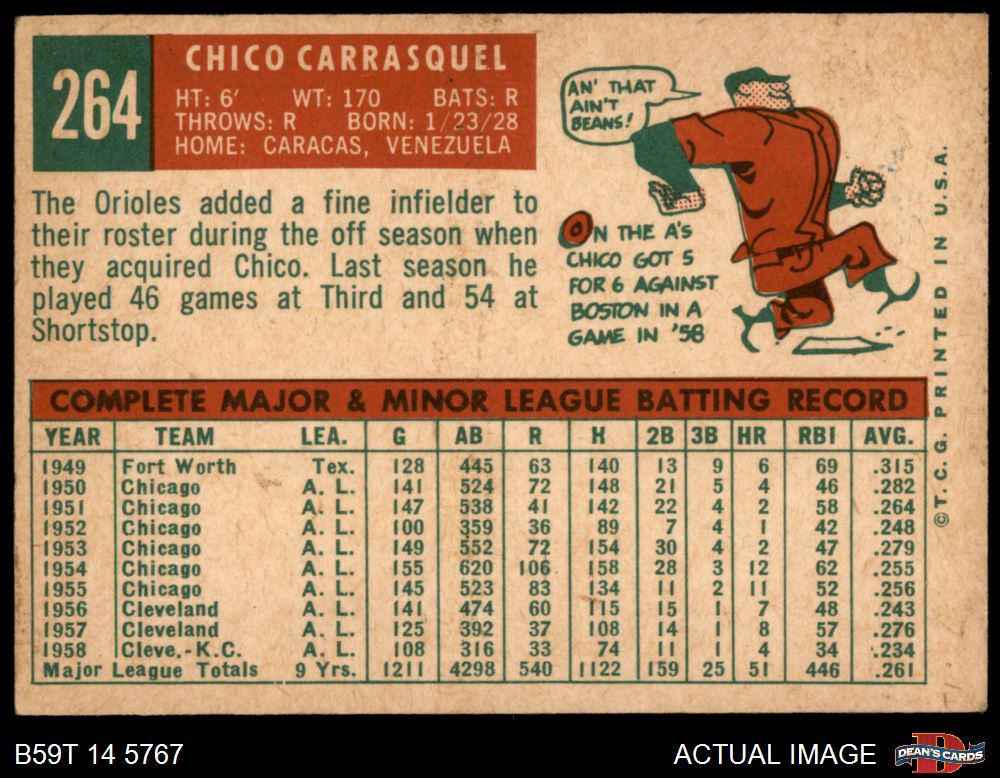 264
CHICO CARRASQUEL
HT: 6′ WT: 170 BATS: R
THROWS: R BORN: 1/23/28
HOME: CARACAS, VENEZUELA
The Orioles added a fine infielder to
their roster during the off season when
they acquired Chico. Last season he
played 46 games at Third and 54 at
Shortstop.
AN' THAT
AIN'T
BEANS!
ON THE A'S
CHICO GOT 5
FOR 6 AGAINST
BOSTON IN A
GAME IN '58
COMPLETE MAJOR & MINOR LEAGUE BATTING RECORD
YEAR TEAM LEA. G AB R H 2B 3B HR RBI AVG.
1949 Fort Worth Tex. 128 445 63 140 13 9 6 69 .315
1950 Chicago A. L. 141 524 72 148 21 5 4 46 .282
1951 Chicago A. L. 147 538 41 142 22 4 2 58 .264
1952 Chicago A. L. 100 359 36 89 7 4 1 42 .248
1953 Chicago A. L. 149 552 72 154 30 4 2 47 .279
1954 Chicago A. L. 155 620 106 158 28 3 12 62 .255
1955 Chicago A. L. 145 523 83 134 11 2 11 52 .256
1956 Cleveland A. L. 141 474 60 115 15 1 7 48 .243
1957 Cleveland A. L. 125 392 37 108 14 1 8 57 .276
1958 Cleve.-K.C. A. L. 108 316 33 74 11 1 4 34 .234
Major League Totals 9 Yrs. 1211 4298 540 1122 159 25 51 446 .261
© T. C. G. PRINTED IN U.S.A.
B59T 14 5767
ACTUAL IMAGE
D
DEAN'S CARDS